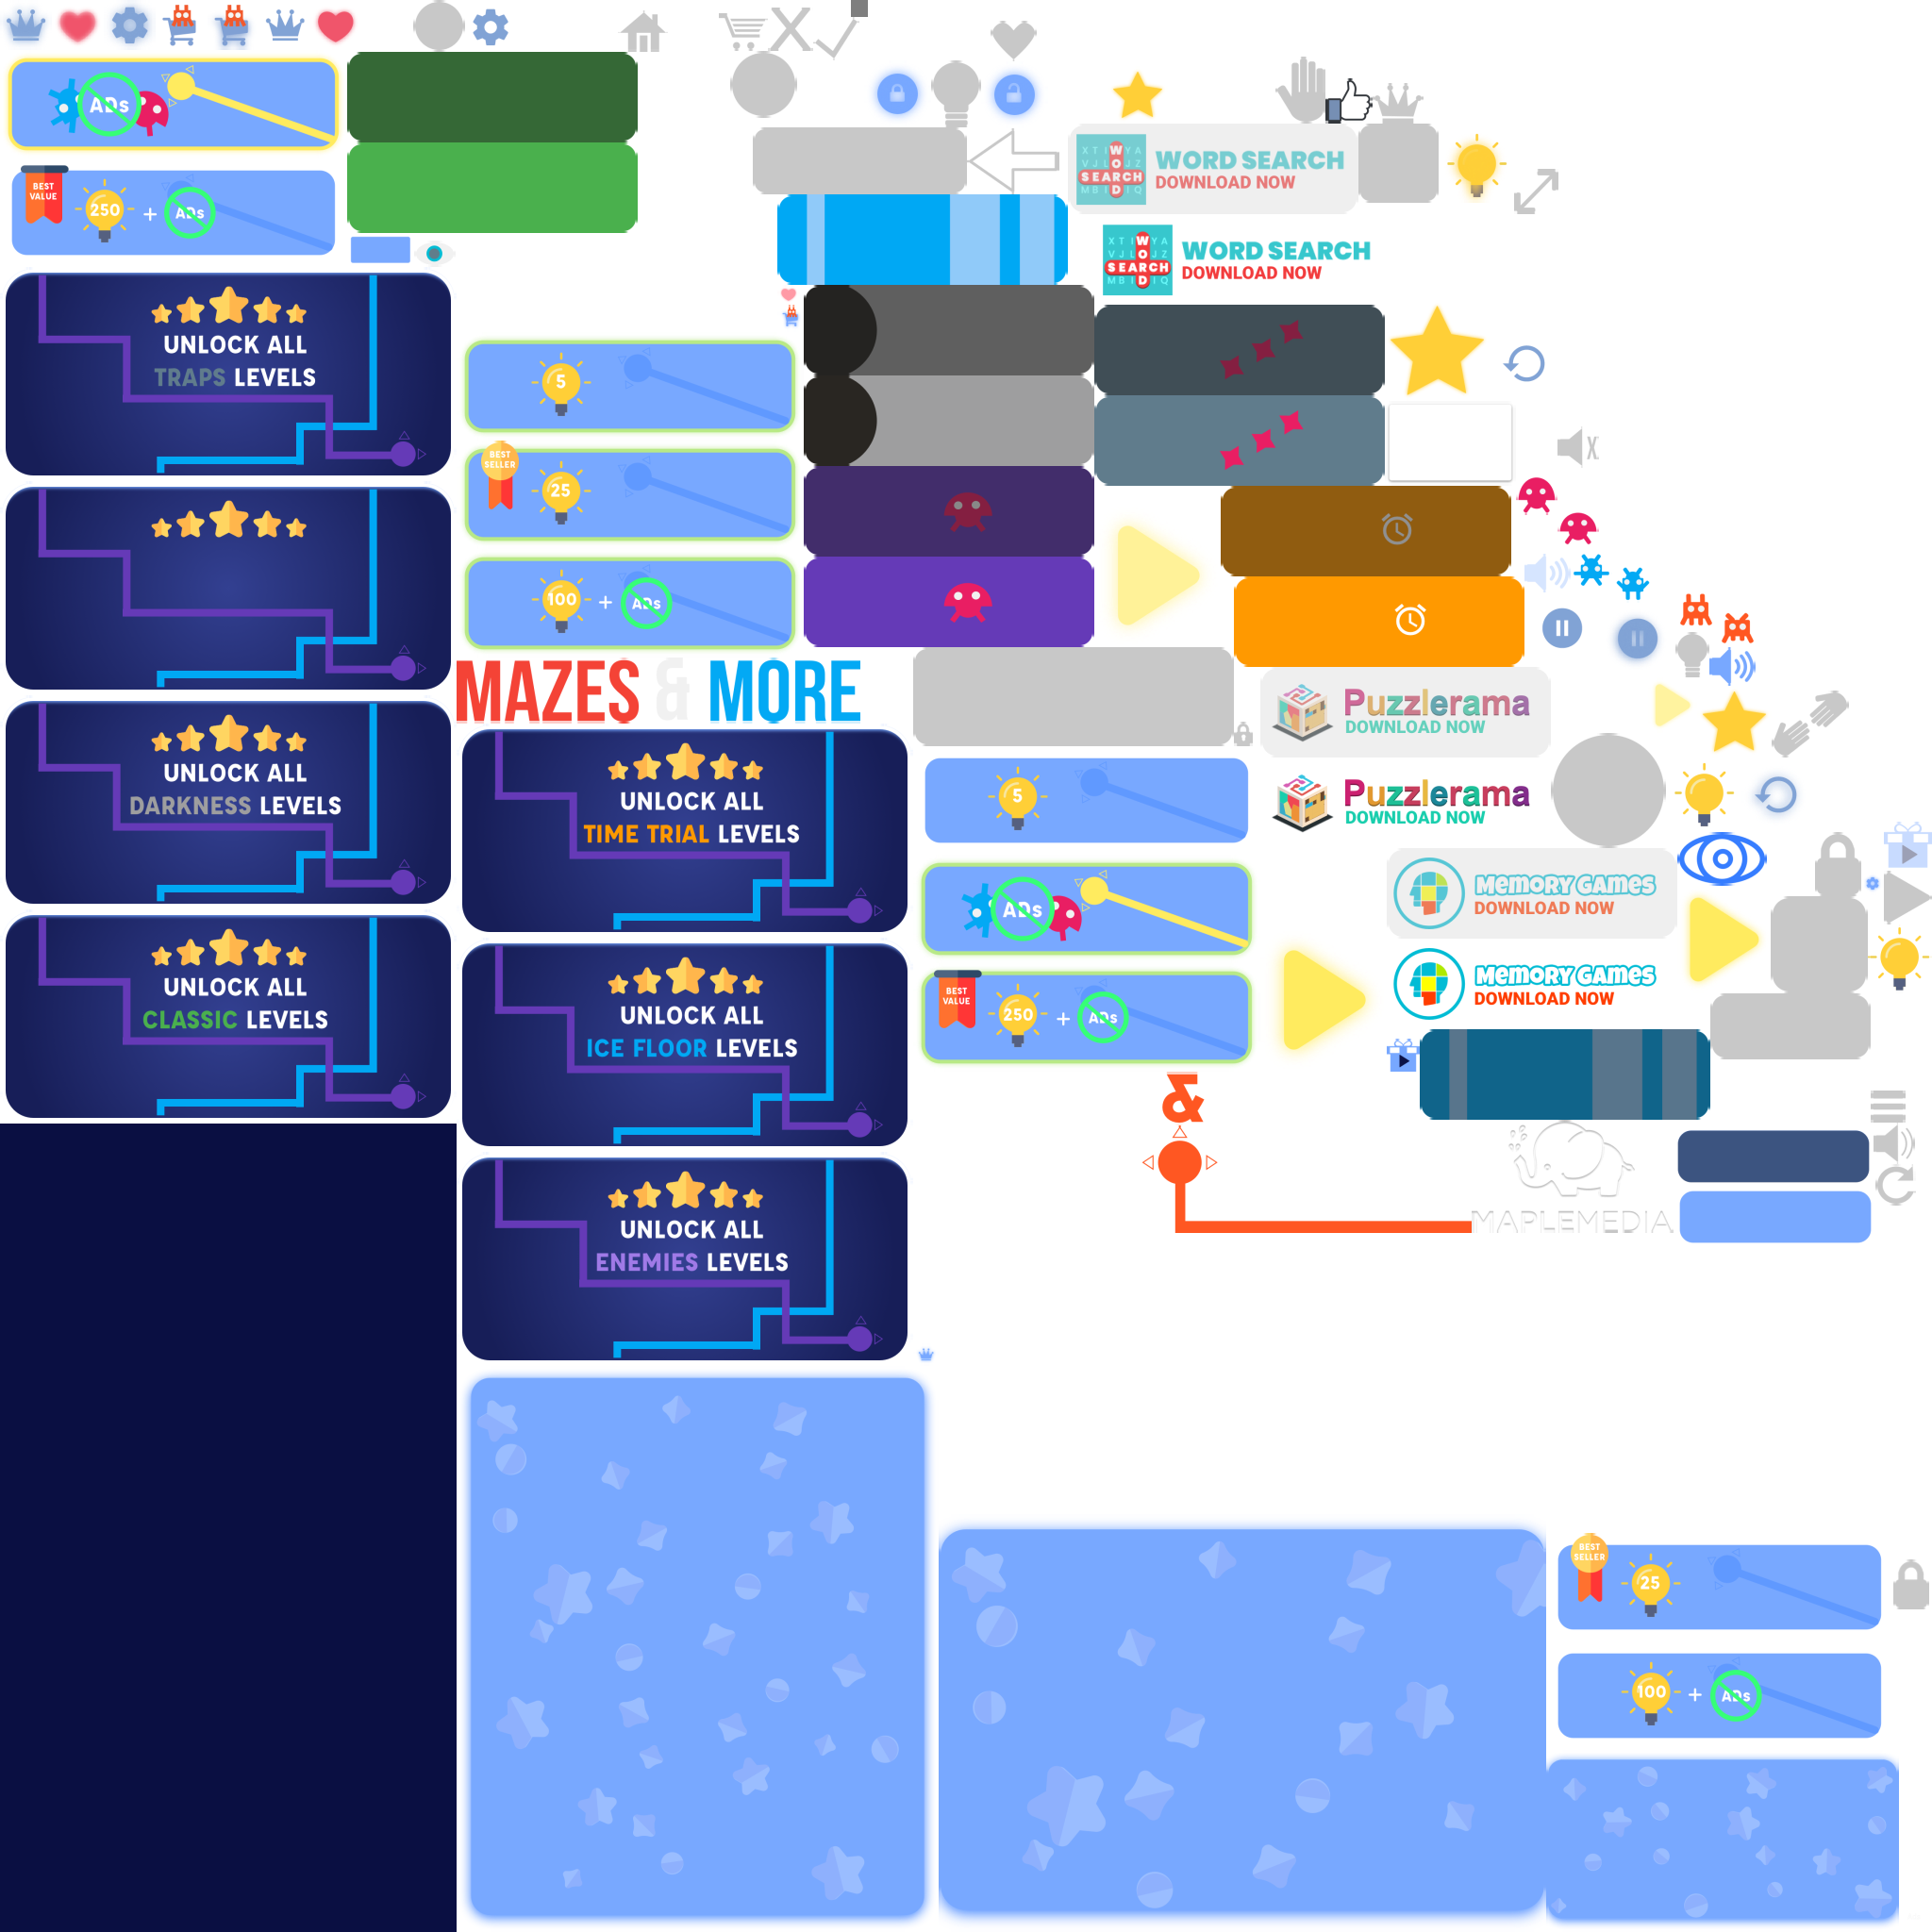 ADs
BEST
VALUE
250
+
ADs
UNLOCK ALL
TRAPS LEVELS
UNLOCK ALL
DARKNESS LEVELS
UNLOCK ALL
CLASSIC LEVELS
5
BEST
SELLER
25
100
+
ADs
MAZES & MORE
UNLOCK ALL
TIME TRIAL LEVELS
UNLOCK ALL
ICE FLOOR LEVELS
UNLOCK ALL
ENEMIES LEVELS
X T I W Y A
V J L O J Z
SEARCH
M B I D I Q
WORD SEARCH
DOWNLOAD NOW
X T I W Y A
V J L O J Z
SEARCH
M B I D I Q
WORD SEARCH
DOWNLOAD NOW
Puzzlerama
DOWNLOAD NOW
Puzzlerama
DOWNLOAD NOW
5
ADs
BEST
VALUE
250
+
ADs
MEMORY GAMES
DOWNLOAD NOW
MEMORY GAMES
DOWNLOAD NOW
&
MAPLEMEDIA
BEST
SELLER
25
100
+
ADs